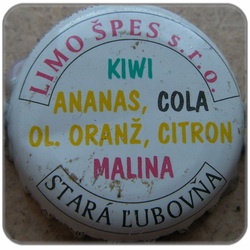 LIMO ŠPES s.r.o.
KIWI
ANANAS, COLA
OL. ORANŽ, CITRON
MALINA
STARÁ ĽUBOVŇA